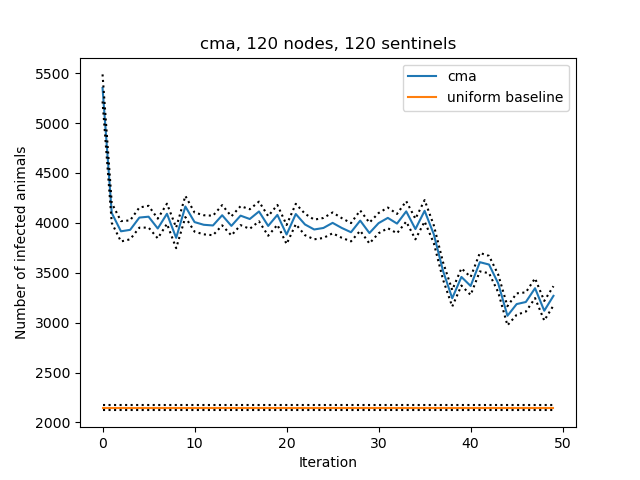 cma, 120 nodes, 120 sentinels
cma
uniform baseline
Number of infected animals
5500
5000
4500
4000
3500
3000
2500
2000
0 10 20 30 40 50
Iteration